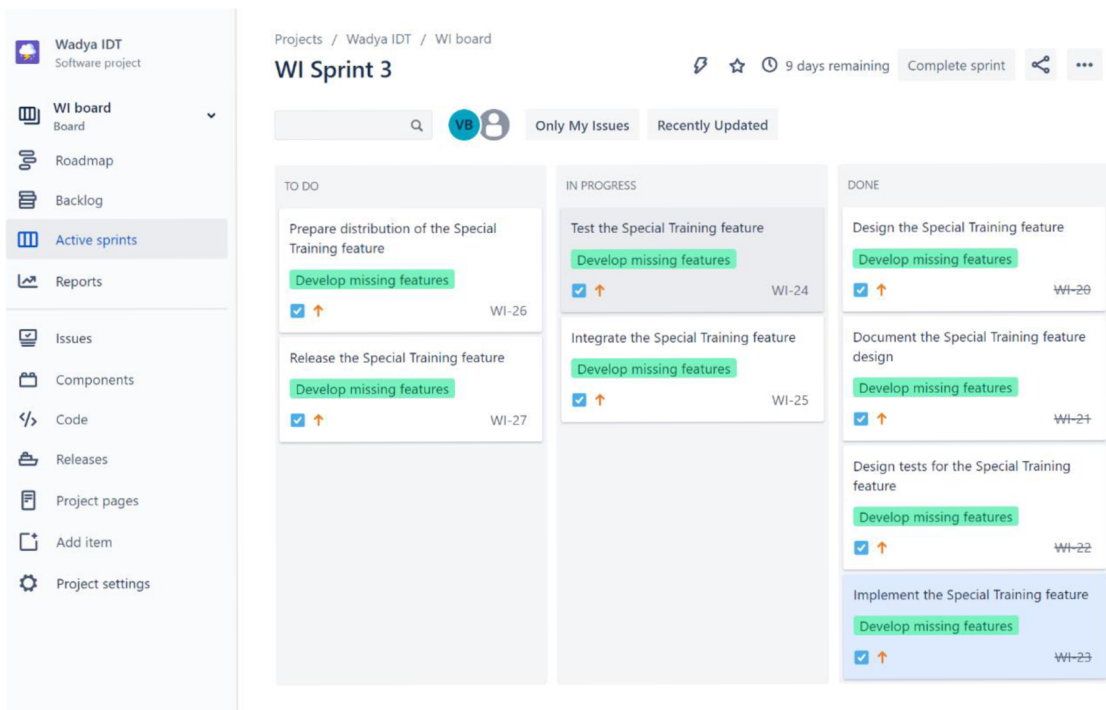 Wadya IDT
Software project
WI board
Board
Roadmap
Backlog
Active sprints
Reports
Issues
Components
Code
Releases
Project pages
Add item
Project settings
Projects / Wadya IDT / WI board
WI Sprint 3
9 days remaining
Complete sprint
VB
Only My Issues
Recently Updated
TO DO
Prepare distribution of the Special
Training feature
Develop missing features
WI-26
Release the Special Training feature
Develop missing features
WI-27
IN PROGRESS
Test the Special Training feature
Develop missing features
WI-24
Integrate the Special Training feature
Develop missing features
WI-25
DONE
Design the Special Training feature
Develop missing features
WI-20
Document the Special Training feature
design
Develop missing features
WI-21
Design tests for the Special Training
feature
Develop missing features
WI-22
Implement the Special Training feature
Develop missing features
WI-23